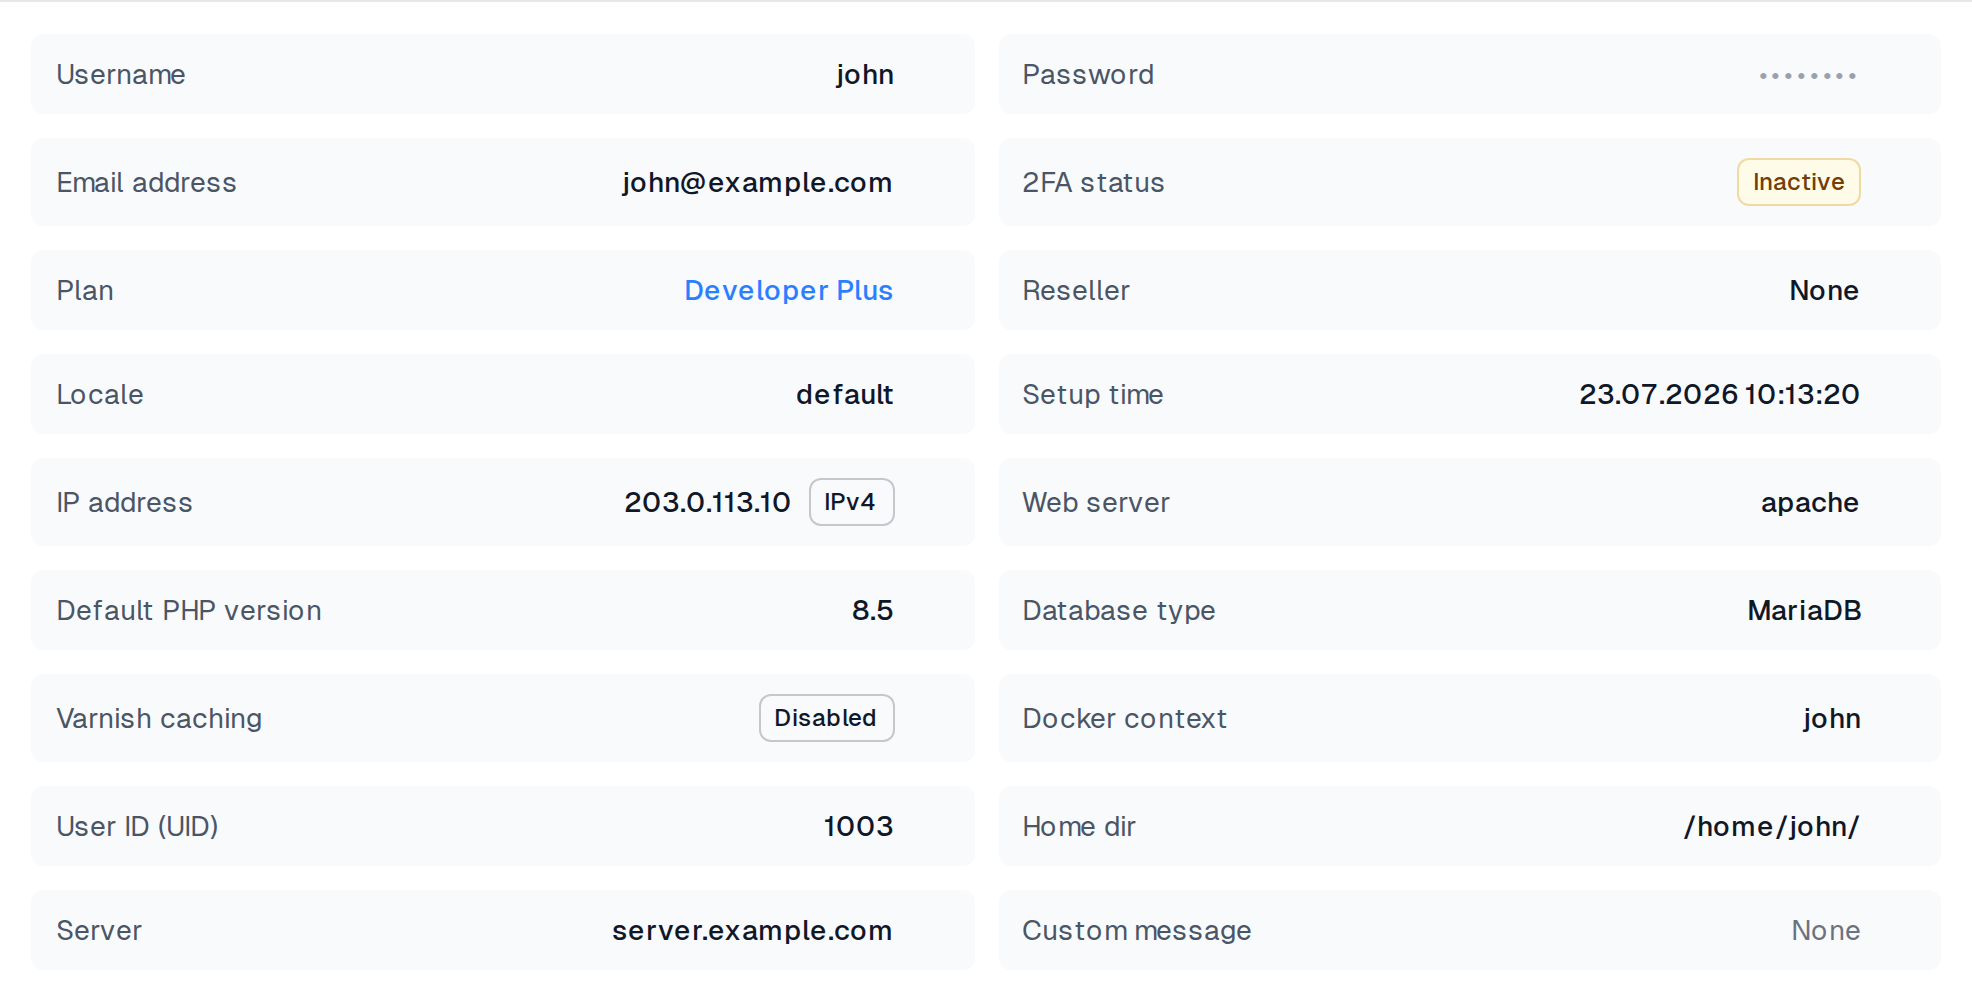 Username john Password ••••••••
Email address john@example.com 2FA status Inactive
Plan Developer Plus Reseller None
Locale default Setup time 23.07.2026 10:13:20
IP address 203.0.113.10 IPv4 Web server apache
Default PHP version 8.5 Database type MariaDB
Varnish caching Disabled Docker context john
User ID (UID) 1003 Home dir /home/john/
Server server.example.com Custom message None